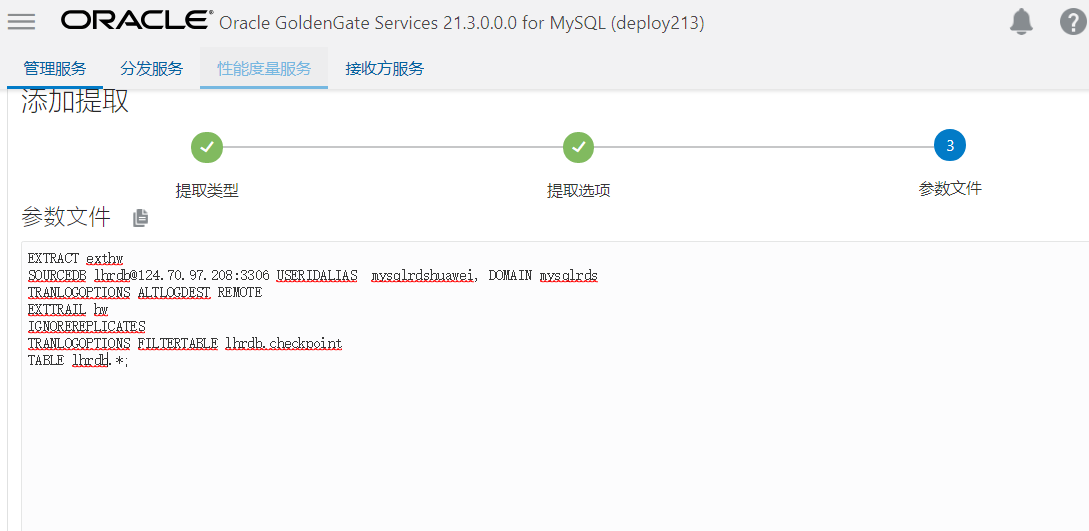 ORACLE® Oracle GoldenGate Services 21.3.0.0.0 for MySQL (deploy213)
?
管理服务 分发服务 性能度量服务 接收方服务
添加提取
3
提取类型 提取选项 参数文件
参数文件
EXTRACT exthw
SOURCEDB lhrdb@124.70.97.208:3306 USERIDALIAS mysqlrdshuawei, DOMAIN mysqlrds
TRANLOGOPTIONS ALTLOGDEST REMOTE
EXTTRAIL hw
IGNOREREPLICATES
TRANLOGOPTIONS FILTERTABLE lhrdb.checkpoint
TABLE lhrdb.*;